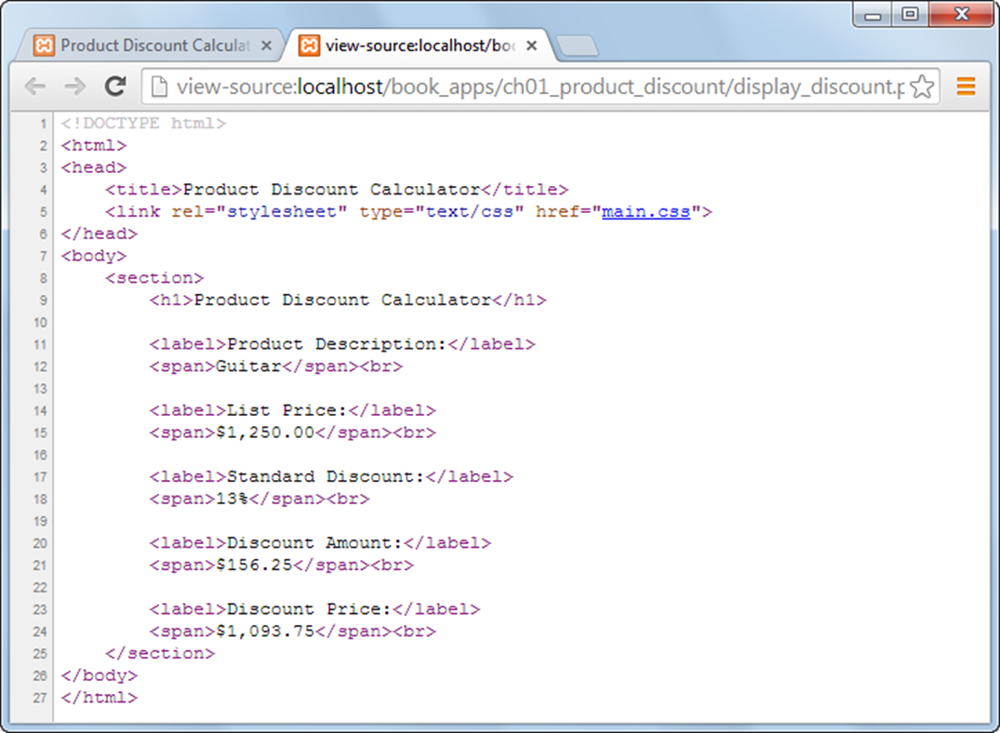 Product Discount Calculat
view-source:localhost/boo
view-source:localhost/book_apps/ch01_product_discount/display_discount.p
1 <!DOCTYPE html>
2 <html>
3 <head>
4     <title>Product Discount Calculator</title>
5     <link rel="stylesheet" type="text/css" href="main.css">
6 </head>
7 <body>
8     <section>
9         <h1>Product Discount Calculator</h1>
10
11         <label>Product Description:</label>
12         <span>Guitar</span><br>
13
14         <label>List Price:</label>
15         <span>$1,250.00</span><br>
16
17         <label>Standard Discount:</label>
18         <span>13%</span><br>
19
20         <label>Discount Amount:</label>
21         <span>$156.25</span><br>
22
23         <label>Discount Price:</label>
24         <span>$1,093.75</span><br>
25     </section>
26 </body>
27 </html>